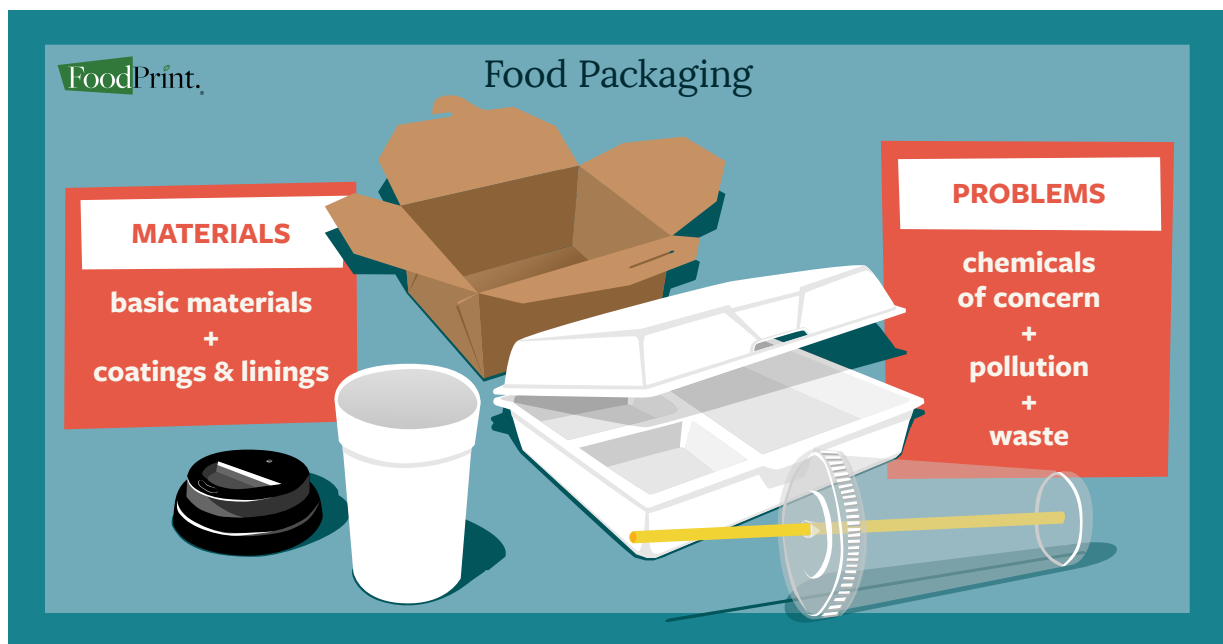 FoodPrint.
Food Packaging
MATERIALS
basic materials
+
coatings & linings
PROBLEMS
chemicals
of concern
+
pollution
+
waste